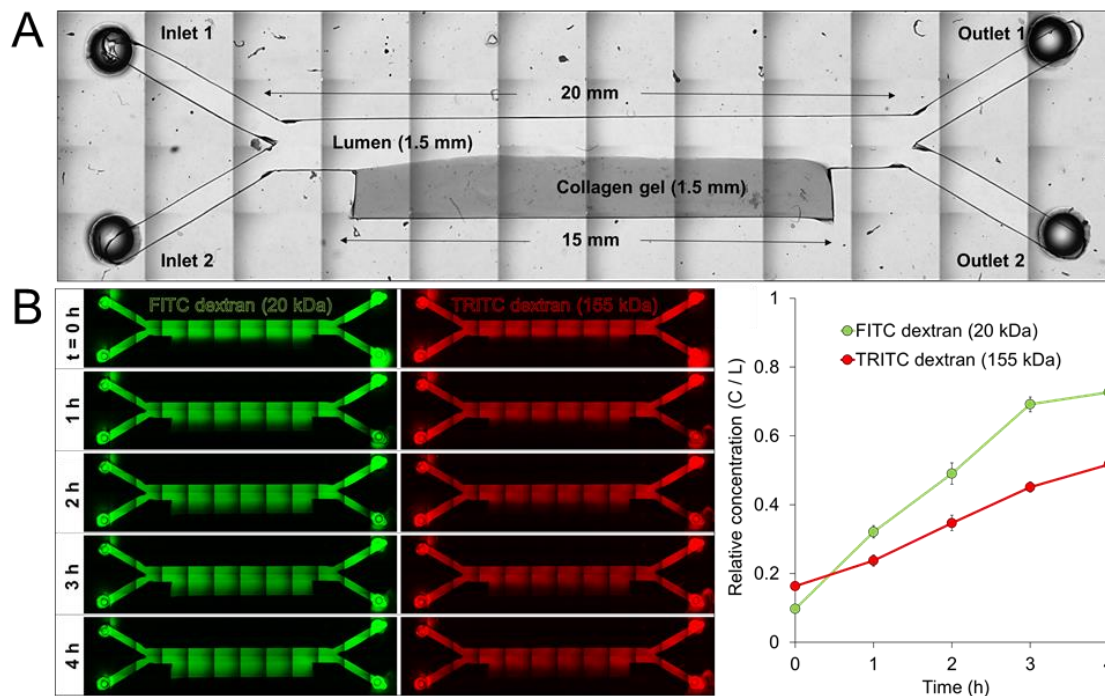 A
Inlet 1
Outlet 1
20 mm
Lumen (1.5 mm)
Collagen gel (1.5 mm)
Inlet 2
15 mm
Outlet 2
B
FITC dextran (20 kDa)
TRITC dextran (155 kDa)
t = 0 h
1 h
2 h
3 h
4 h
Relative concentration (C / L)
1
0.8
0.6
0.4
0.2
0
FITC dextran (20 kDa)
TRITC dextran (155 kDa)
0 1 2 3 4
Time (h)